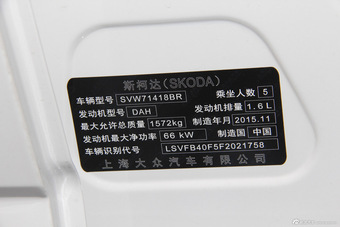 斯柯达(SKODA)
车辆型号 SVW71418BR 乘坐人数 5
发动机型号 DAH 发动机排量 1.6L
最大允许总质量 1572kg 制造年月 2015.11
发动机最大净功率 66 kW 制造国 中国
车辆识别代号 LSVFB40F5F2021758
上海大众汽车有限公司